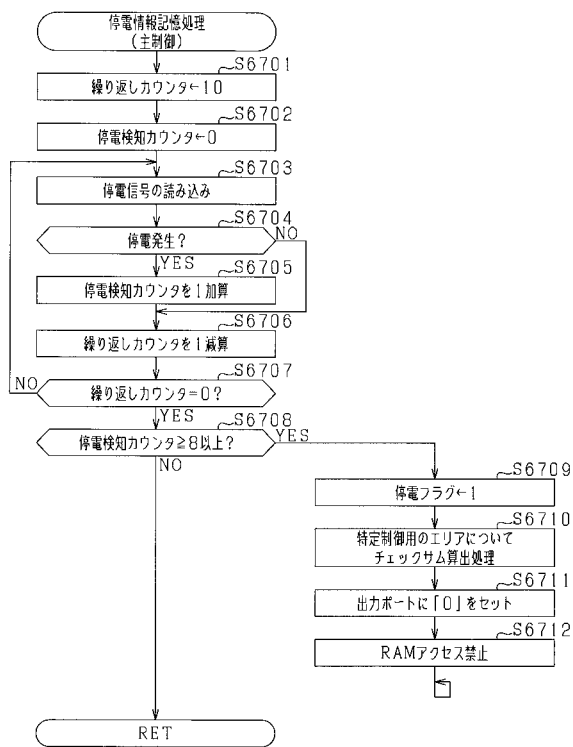 停電情報記憶処理
(主制御)
S6701
繰り返しカウンタ←10
S6702
停電検知カウンタ←0
S6703
停電信号の読み込み
S6704
停電発生?
NO
YES
S6705
停電検知カウンタを1加算
S6706
繰り返しカウンタを1減算
S6707
NO
繰り返しカウンタ=0?
YES
S6708
停電検知カウンタ≧8以上?
YES
NO
S6709
停電フラグ←1
S6710
特定制御用のエリアについて
チェックサム算出処理
S6711
出力ポートに「0」をセット
S6712
RAMアクセス禁止
RET